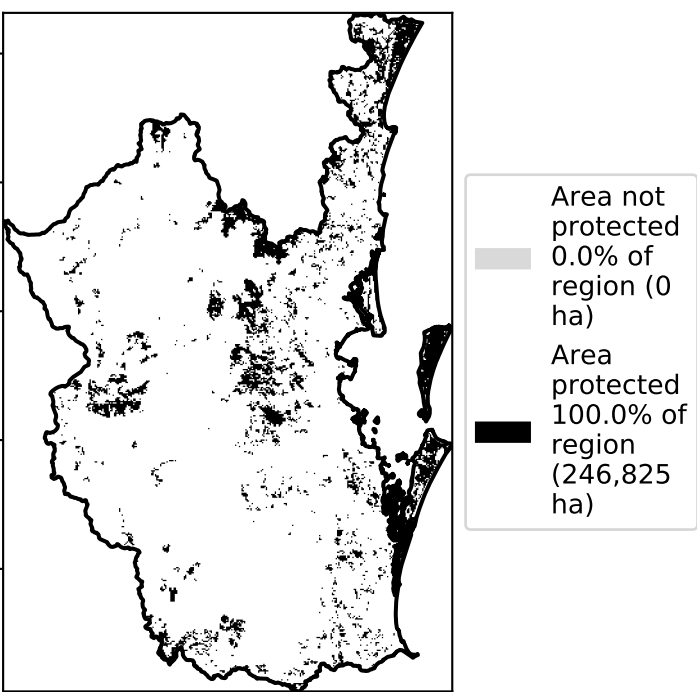 Area not
protected
0.0% of
region (0
ha)
Area
protected
100.0% of
region
(246,825
ha)